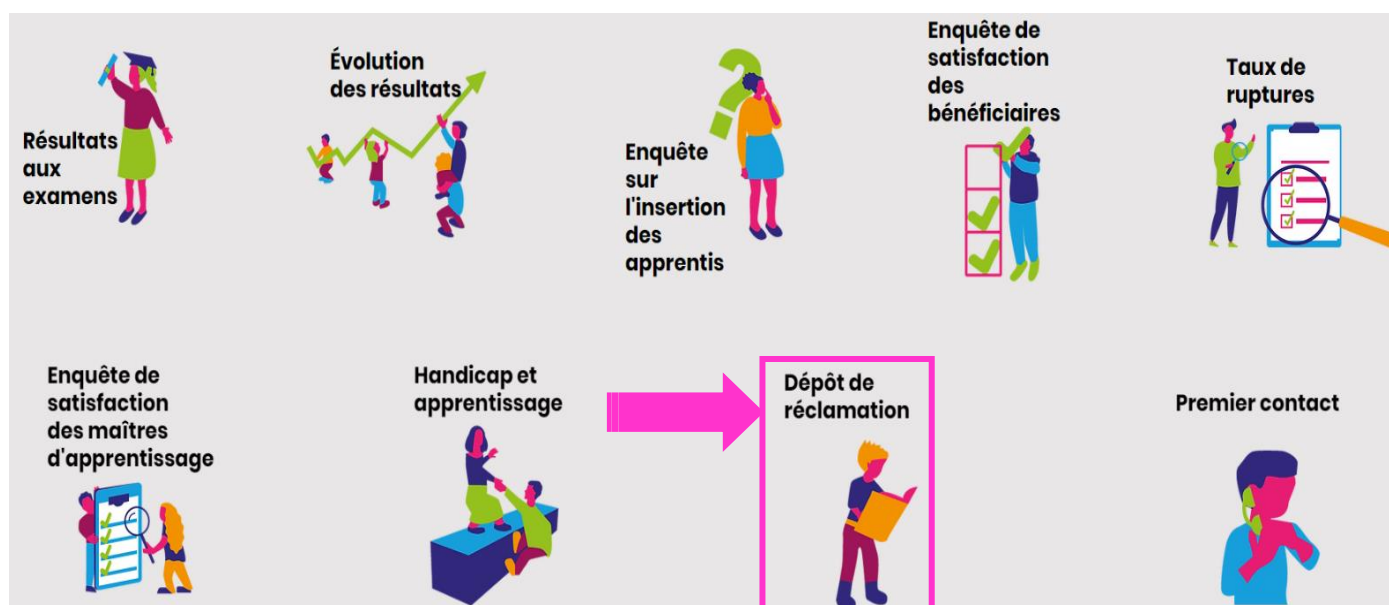 Résultats
aux
examens
Évolution
des résultats
Enquête
sur
l'insertion
des
apprentis
Enquête de
satisfaction
des
bénéficiaires
Taux de
ruptures
Enquête de
satisfaction
des maîtres
d'apprentissage
Handicap et
apprentissage
Dépôt de
réclamation
Premier contact